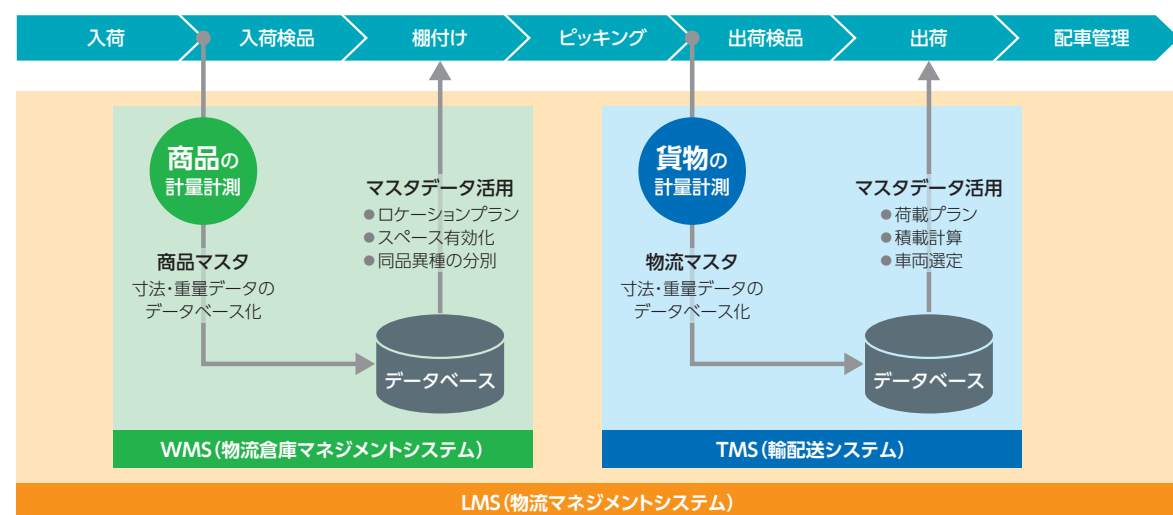 入荷
入荷検品
棚付け
ピッキング
出荷検品
出荷
配車管理
商品の
計量計測
商品マスタ
寸法・重量データの
データベース化
マスタデータ活用
●ロケーションプラン
●スペース有効化
●同品異種の分別
データベース
WMS(物流倉庫マネジメントシステム)
貨物の
計量計測
物流マスタ
寸法・重量データの
データベース化
マスタデータ活用
●荷載プラン
●積載計算
●車両選定
データベース
TMS(輸配送システム)
LMS(物流マネジメントシステム)